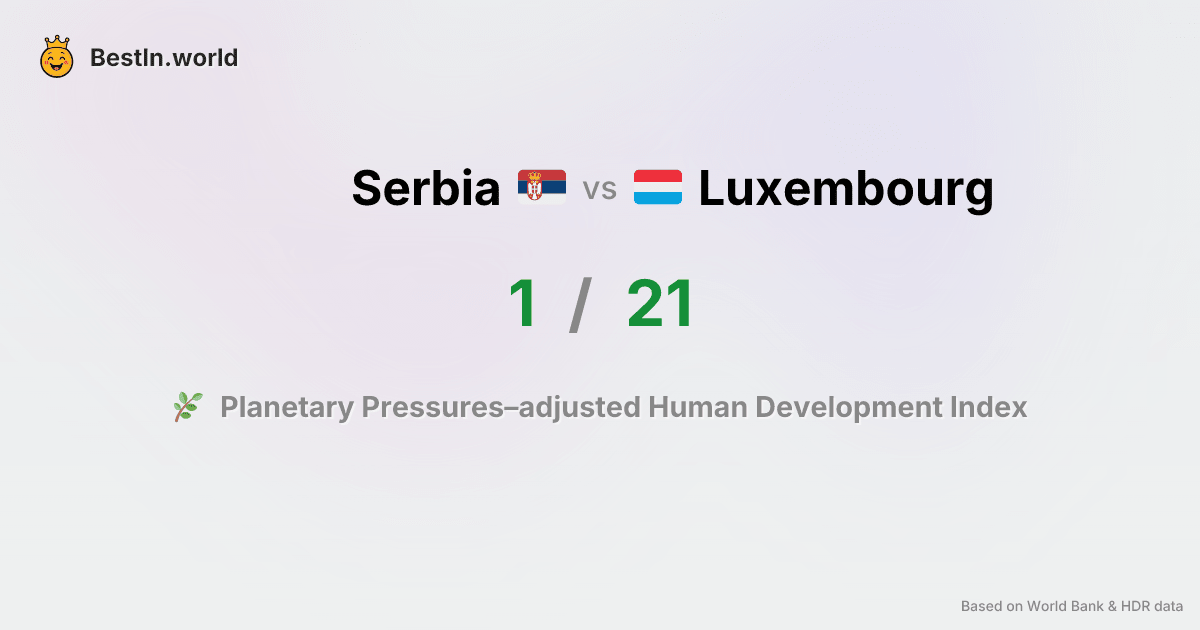 BestIn.world
Serbia vs Luxembourg
1 / 21
Planetary Pressures–adjusted Human Development Index
Based on World Bank & HDR data